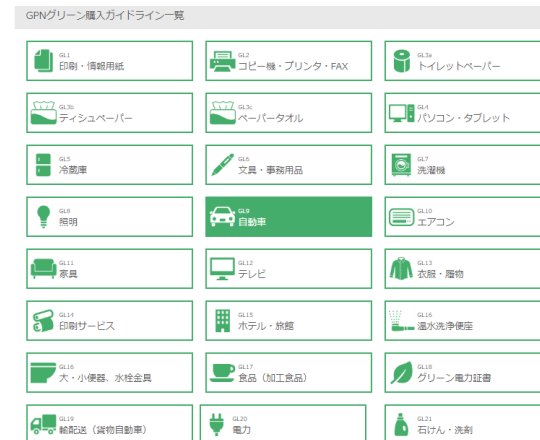 GPNグリーン購入ガイドライン一覧
GL1
印刷・情報用紙
GL2
コピー機・プリンタ・FAX
GL3a
トイレットペーパー
GL3b
ティシュペーパー
GL3c
ペーパータオル
GL4
パソコン・タブレット
GL5
冷蔵庫
GL6
文具・事務用品
GL7
洗濯機
GL8
照明
GL9
自動車
GL10
エアコン
GL11
家具
GL12
テレビ
GL13
衣服・履物
GL14
印刷サービス
GL15
ホテル・旅館
GL16
温水洗浄便座
GL16
大・小便器、水栓金具
GL17
食品（加工食品）
GL18
グリーン電力証書
GL19
輸配送（貨物自動車）
GL20
電力
GL21
石けん・洗剤